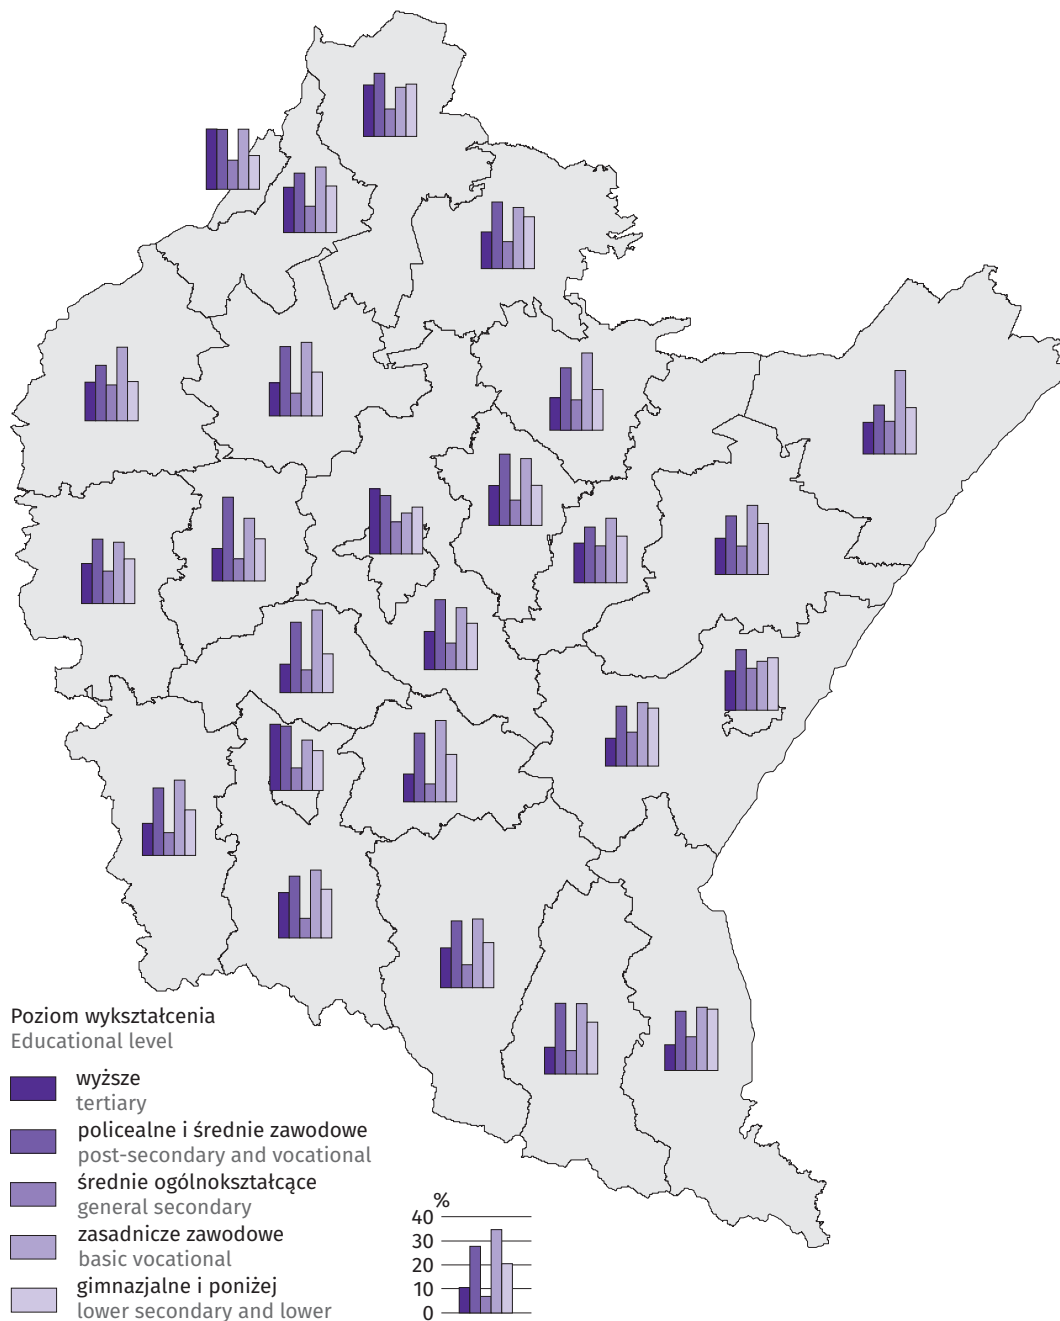 Poziom wykształcenia
Educational level
wyższe
tertiary
policealne i średnie zawodowe
post-secondary and vocational
średnie ogólnokształcące
general secondary
zasadnicze zawodowe
basic vocational
gimnazjalne i poniżej
lower secondary and lower
%
40
30
20
10
0